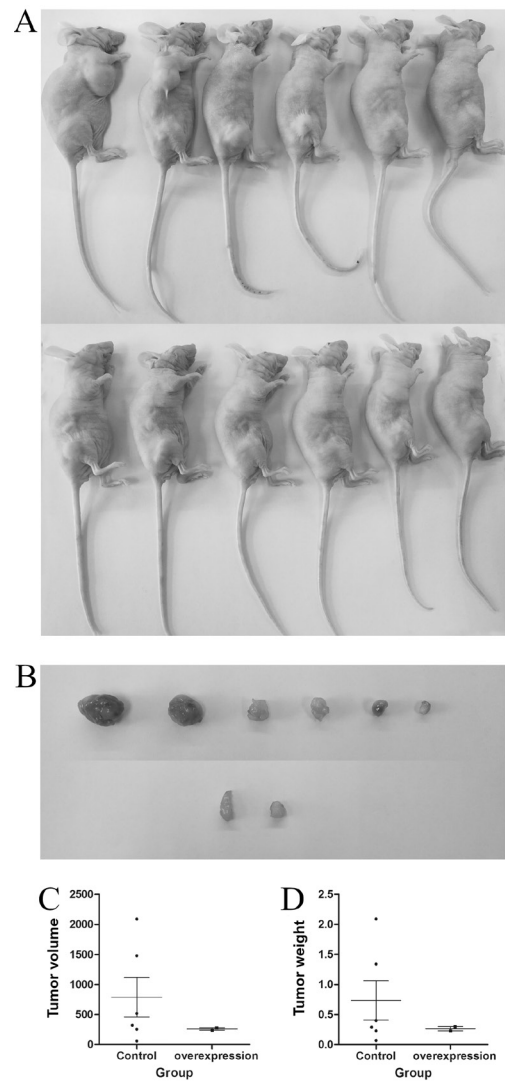 A
B
C
D
Tumor volume
2500
2000
1500
1000
500
0
Control
overexpression
Group
Tumor weight
2.5
2.0
1.5
1.0
0.5
0.0
Control
overexpression
Group